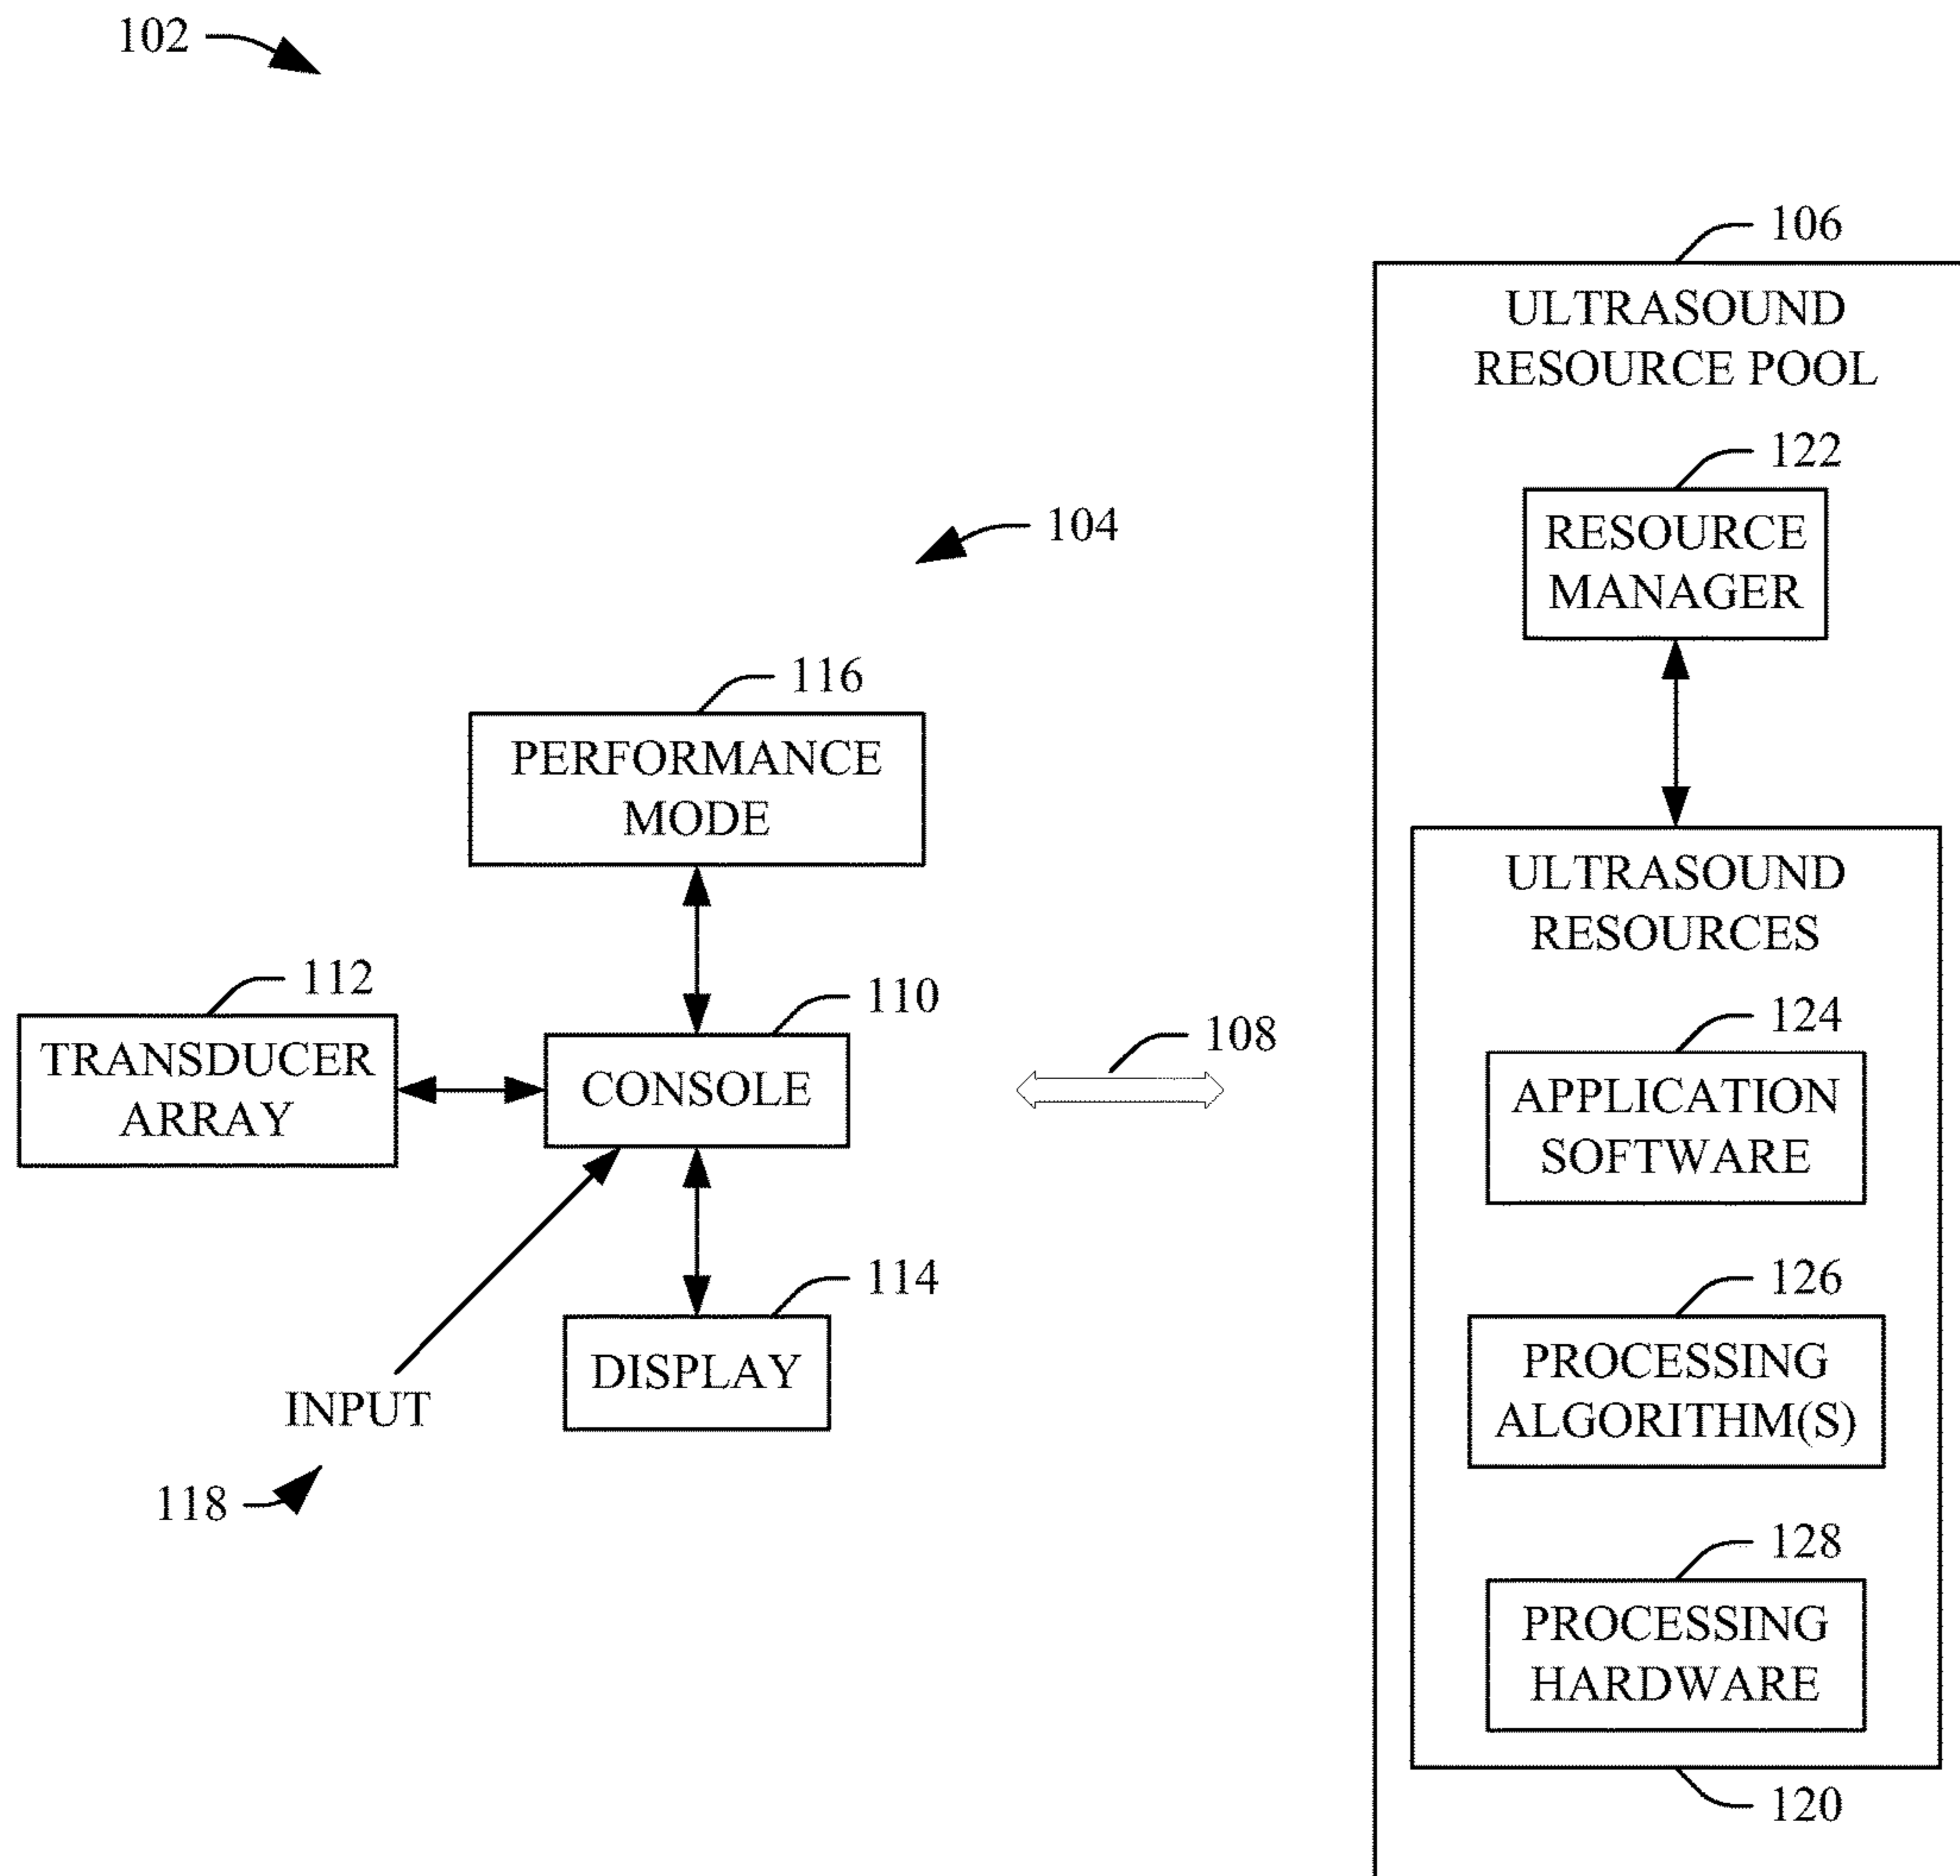 102
106
ULTRASOUND
RESOURCE POOL
122
RESOURCE
MANAGER
104
116
PERFORMANCE
MODE
ULTRASOUND
RESOURCES
112
TRANSDUCER
ARRAY
110
CONSOLE
108
124
APPLICATION
SOFTWARE
114
DISPLAY
INPUT
118
126
PROCESSING
ALGORITHM(S)
128
PROCESSING
HARDWARE
120